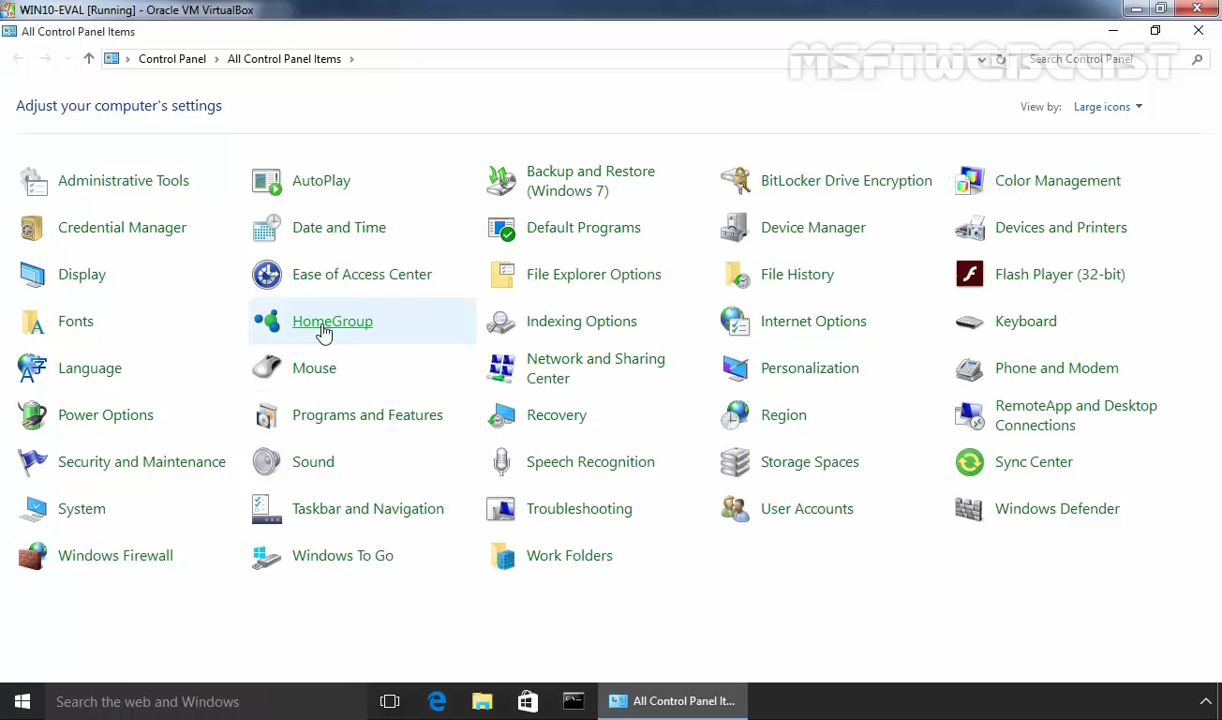 WIN10-EVAL [Running] - Oracle VM VirtualBox
All Control Panel Items
Control Panel > All Control Panel Items >
Search Control Panel
MSFTWEBCAST
Adjust your computer's settings
View by: Large icons
Administrative Tools
AutoPlay
Backup and Restore
(Windows 7)
BitLocker Drive Encryption
Color Management
Credential Manager
Date and Time
Default Programs
Device Manager
Devices and Printers
Display
Ease of Access Center
File Explorer Options
File History
Flash Player (32-bit)
Fonts
HomeGroup
Indexing Options
Internet Options
Keyboard
Language
Mouse
Network and Sharing
Center
Personalization
Phone and Modem
Power Options
Programs and Features
Recovery
Region
RemoteApp and Desktop
Connections
Security and Maintenance
Sound
Speech Recognition
Storage Spaces
Sync Center
System
Taskbar and Navigation
Troubleshooting
User Accounts
Windows Defender
Windows Firewall
Windows To Go
Work Folders
Search the web and Windows
All Control Panel It...